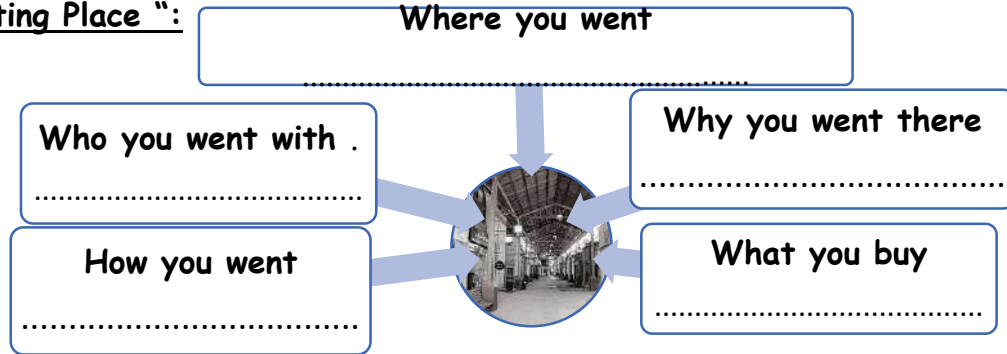 ting Place “:
Where you went
........................................................
Who you went with .
.........................................
Why you went there
......................................
How you went
...................................
What you buy
.........................................